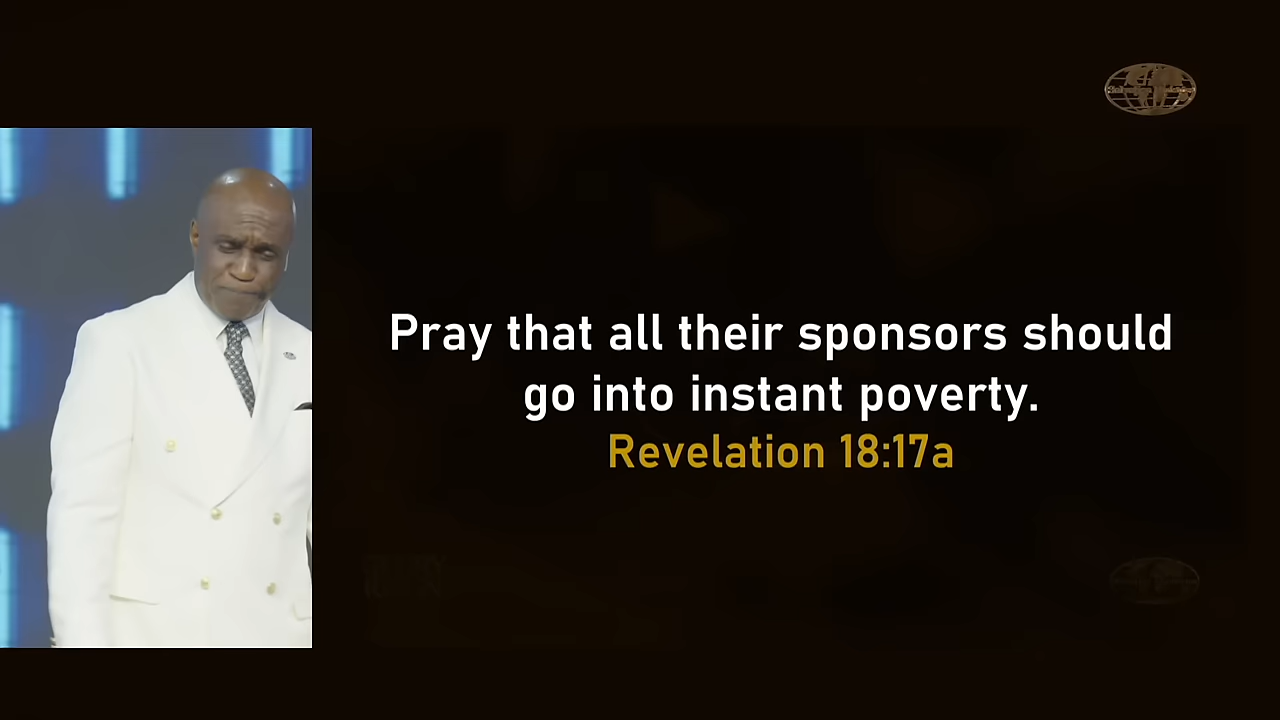 Pray that all their sponsors should
go into instant poverty.
Revelation 18:17a